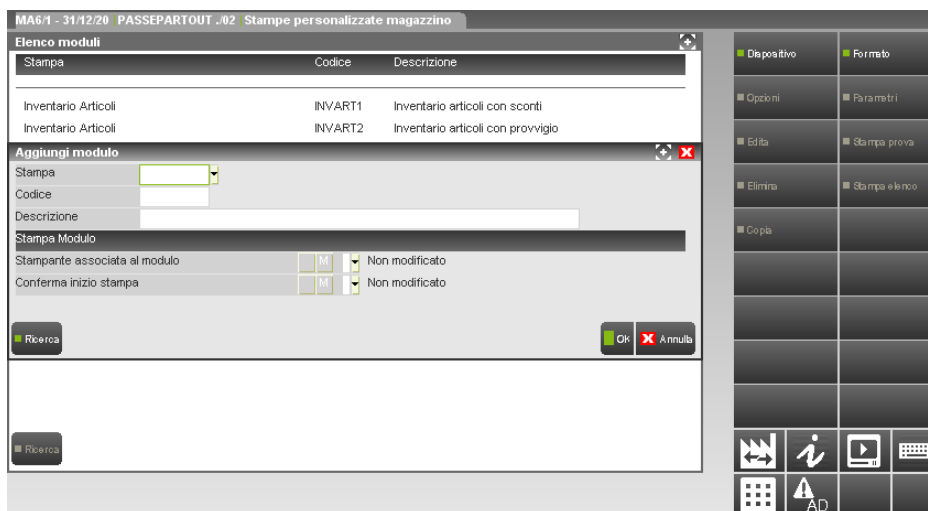 MA6/1 - 31/12/20 PASSEPARTOUT ./02 Stampe personalizzate magazzino
Elenco moduli
Stampa Codice Descrizione
Inventario Articoli INVART1 Inventario articoli con sconti
Inventario Articoli INVART2 Inventario articoli con provvigio
Aggiungi modulo
Stampa
Codice
Descrizione
Stampa Modulo
Stampante associata al modulo M Non modificato
Conferma inizio stampa M Non modificato
Ricerca Ok Annulla
Ricerca
Dispositivo Formato
Opzioni Parametri
Edita Stampa prova
Elimina Stampa elenco
Copia
AD